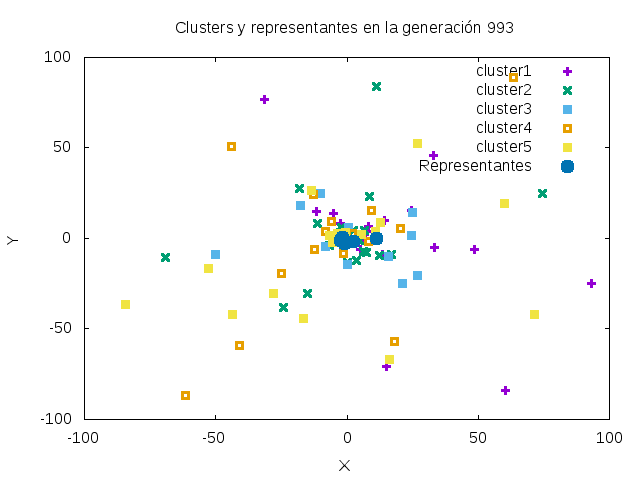 Clusters y representantes en la generación 993
cluster1
cluster2
cluster3
cluster4
cluster5
Representantes
100
50
0
-50
-100
Y
-100
-50
0
50
100
X